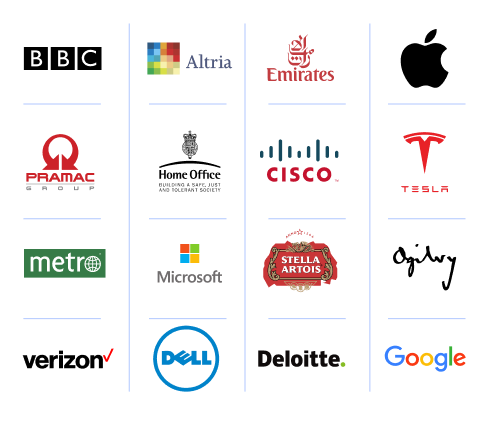 BBC
Altria
Emirates
PRAMAC
GROUP
Home Office
BUILDING A SAFE, JUST
AND TOLERANT SOCIETY
CISCO
TESLA
metro
Microsoft
STELLA
ARTOIS
Ogilvy
verizon✓
DELL
Deloitte.
Google